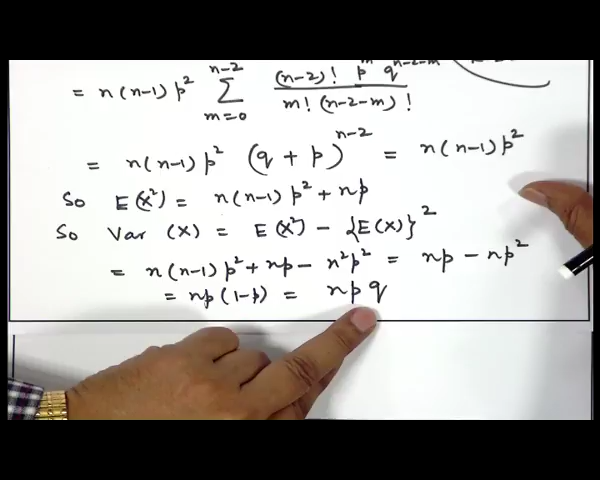 = n(n-1) p² Σ_{m=0}^{n-2} (n-2)! p^m q^{n-2-m} / m! (n-2-m)!
= n(n-1) p² (q + p)^{n-2} = n(n-1) p²
So E(X²) = n(n-1) p² + np
So Var (X) = E(X²) - {E(X)}²
= n(n-1) p² + np - n²p² = np - np²
= np (1-p) = npq